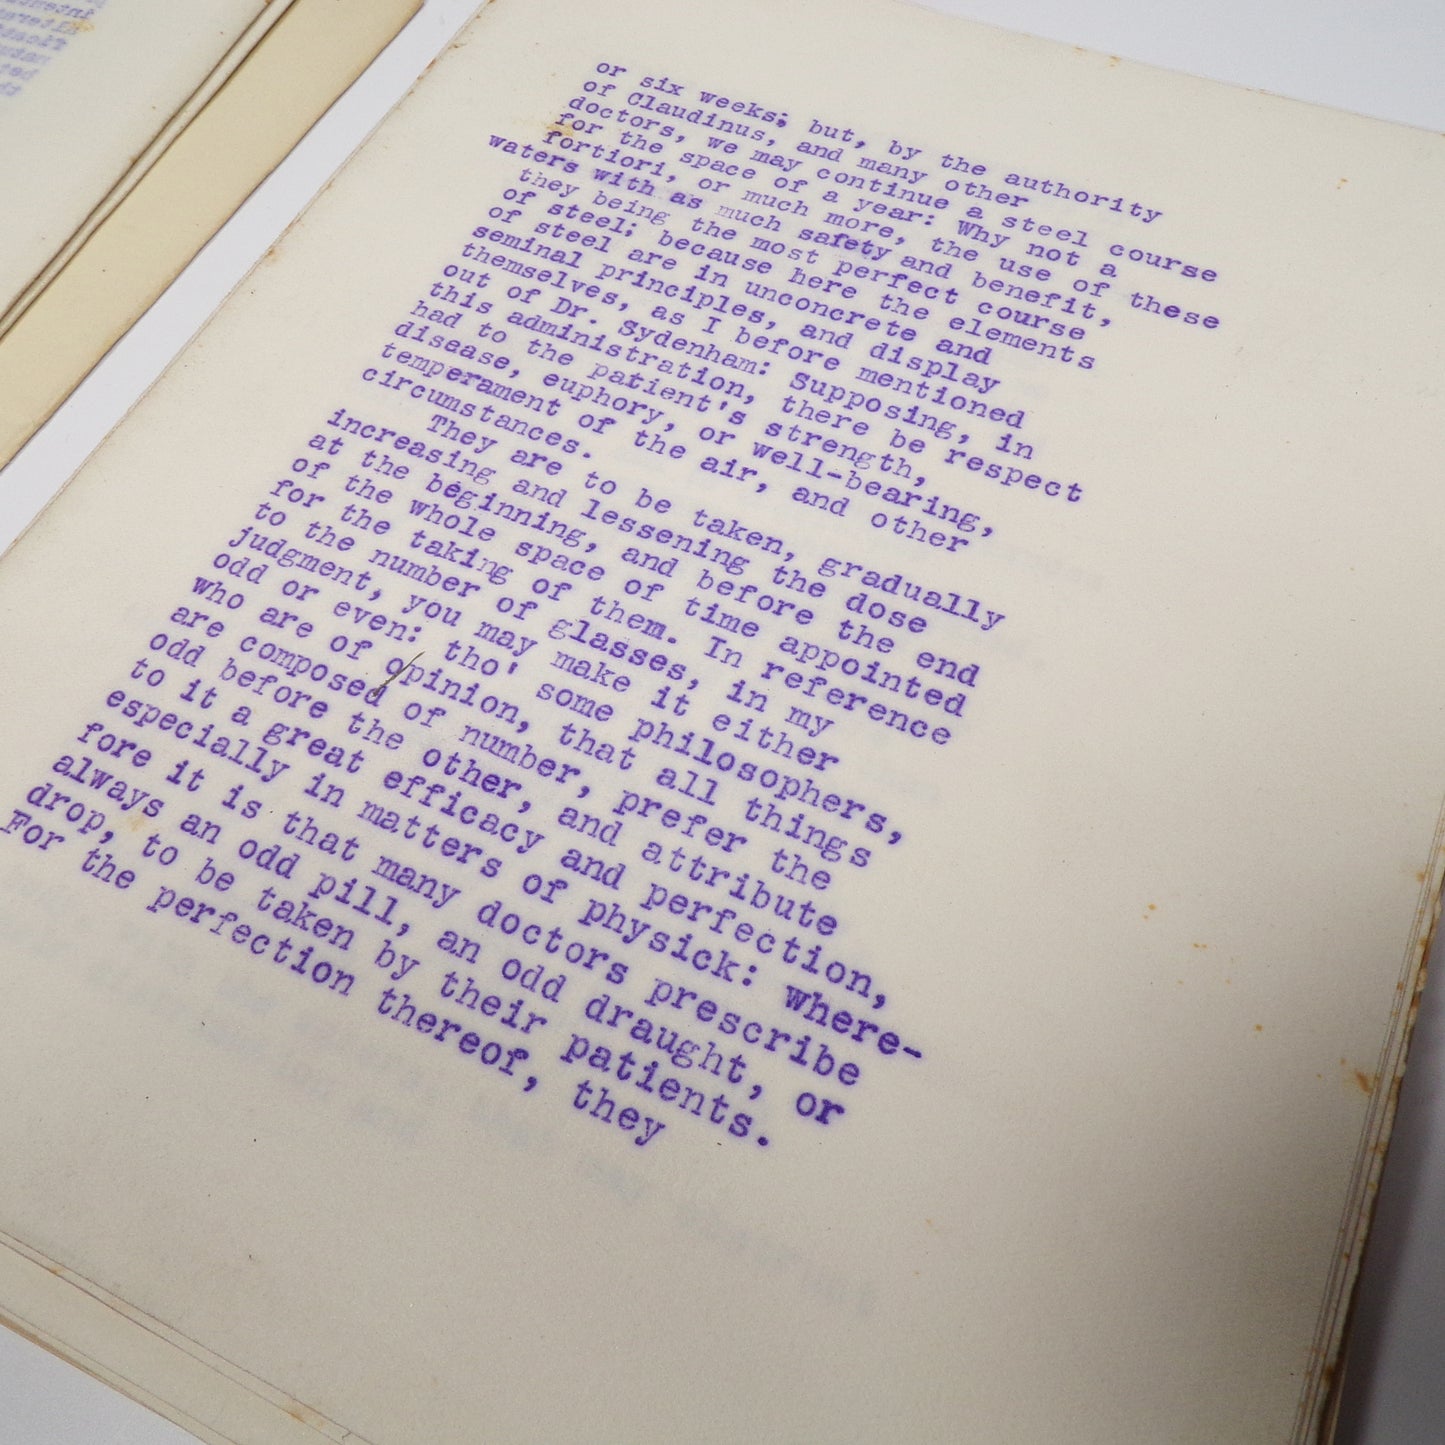 or six weeks; but, by the authority
of Claudinus, and many other
doctors, we may continue a steel course
for the space of a year: Why not a
fortiori, or much more, the use of these
waters with as much safety and benefit,
they being the most perfect course
of steel; because here the elements
of steel are in unconcrete and
seminal principles, and display
themselves, as I before mentioned
out of Dr. Sydenham: Supposing, in
this administration, there be respect
had to the patient's strength,
disease, euphory, or well-bearing,
temperament of the air, and other
circumstances.
They are to be taken, gradually
increasing and lessening the dose
at the beginning, and before the end
of the whole space of time appointed
for the taking of them. In reference
to the number of glasses, in my
judgment, you may make it either
odd or even: tho' some philosophers,
who are of opinion, that all things
are composed of number, prefer the
odd before the other, and attribute
to it a great efficacy and perfection,
especially in matters of physick: where-
fore it is that many doctors prescribe
always an odd pill, an odd draught, or
drop, to be taken by their patients.
For the perfection thereof, they